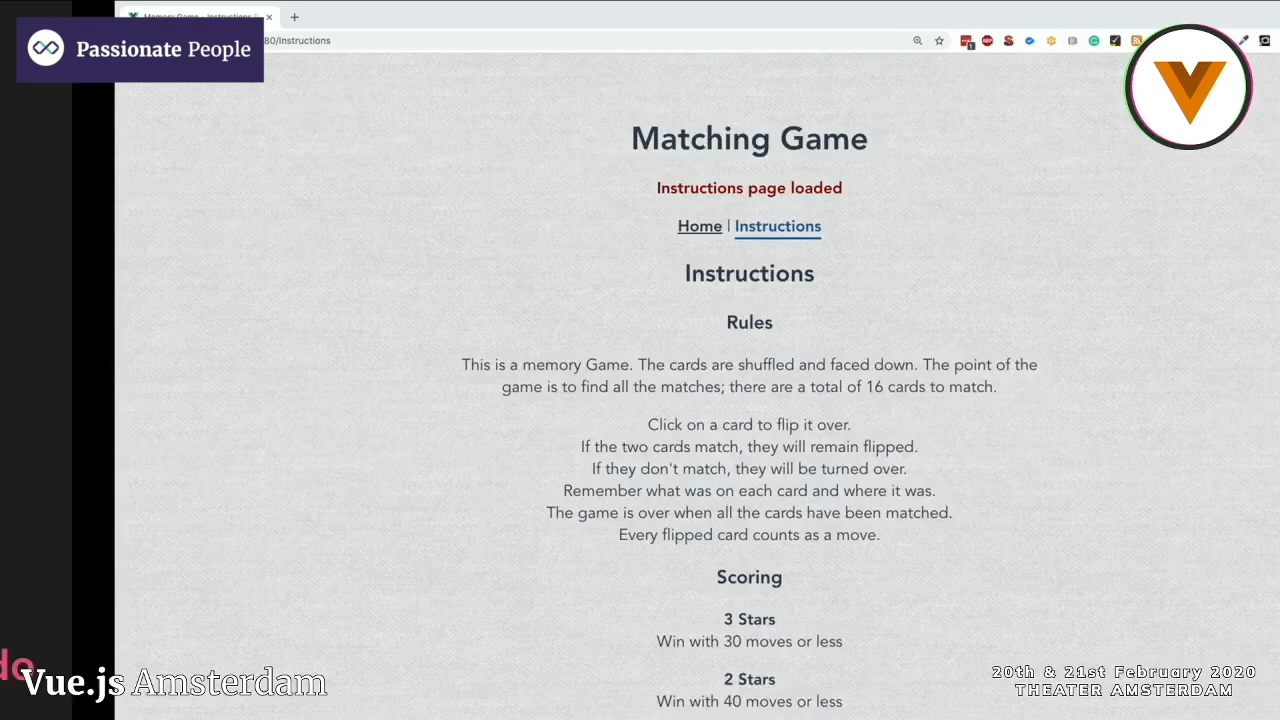 Memory Game - Instructions
Passionate People
80/Instructions
Matching Game
Instructions page loaded
Home | Instructions
Instructions
Rules
This is a memory Game. The cards are shuffled and faced down. The point of the
game is to find all the matches; there are a total of 16 cards to match.
Click on a card to flip it over.
If the two cards match, they will remain flipped.
If they don't match, they will be turned over.
Remember what was on each card and where it was.
The game is over when all the cards have been matched.
Every flipped card counts as a move.
Scoring
3 Stars
Win with 30 moves or less
2 Stars
Win with 40 moves or less
do
Vue.js Amsterdam
20th & 21st February 2020
THEATER AMSTERDAM